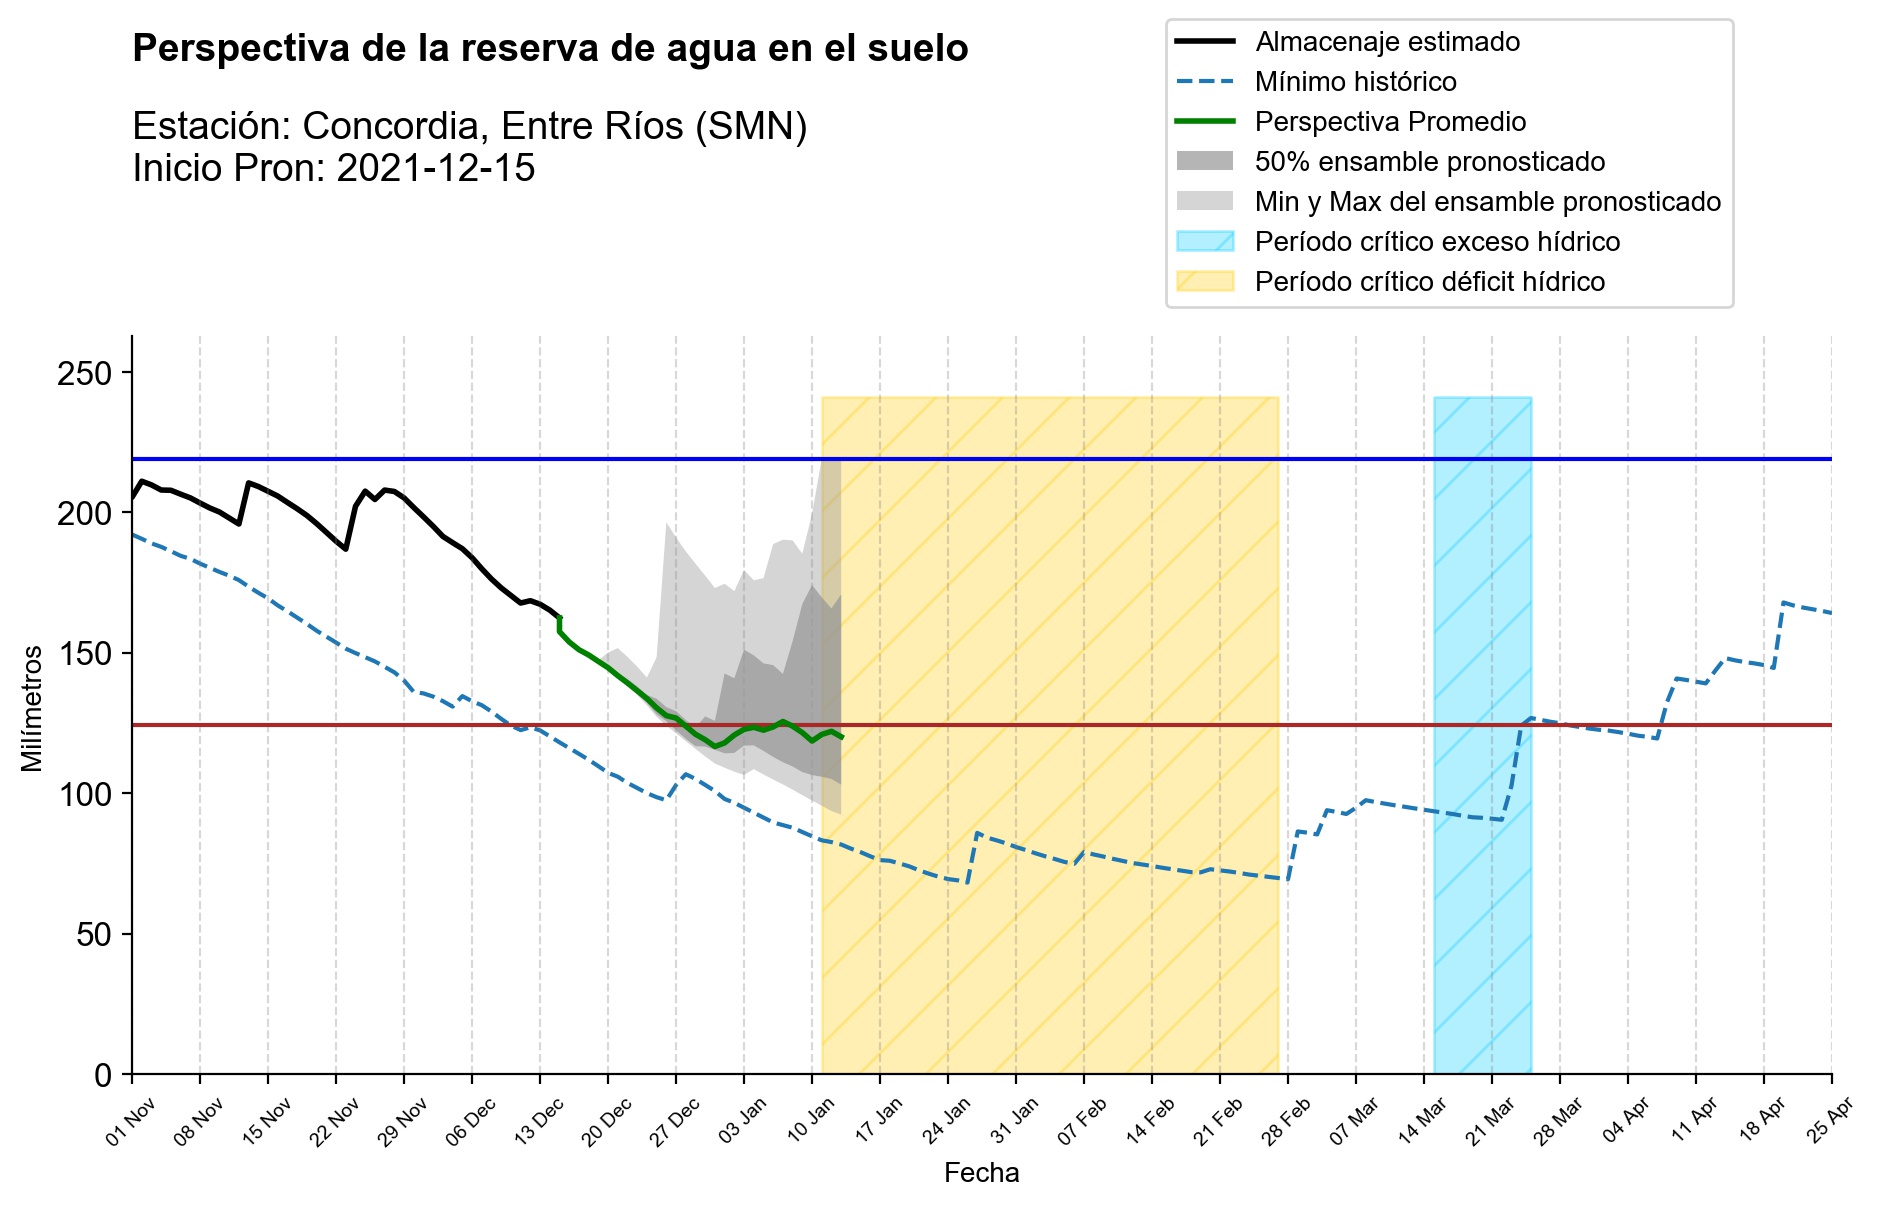 Perspectiva de la reserva de agua en el suelo
Estación: Concordia, Entre Ríos (SMN)
Inicio Pron: 2021-12-15
Almacenaje estimado
Mínimo histórico
Perspectiva Promedio
50% ensamble pronosticado
Min y Max del ensamble pronosticado
Período crítico exceso hídrico
Período crítico déficit hídrico
Milímetros
250
200
150
100
50
0
01 Nov
08 Nov
15 Nov
22 Nov
29 Nov
06 Dec
13 Dec
20 Dec
27 Dec
03 Jan
10 Jan
17 Jan
24 Jan
31 Jan
07 Feb
14 Feb
21 Feb
28 Feb
07 Mar
14 Mar
21 Mar
28 Mar
04 Apr
11 Apr
18 Apr
25 Apr
Fecha